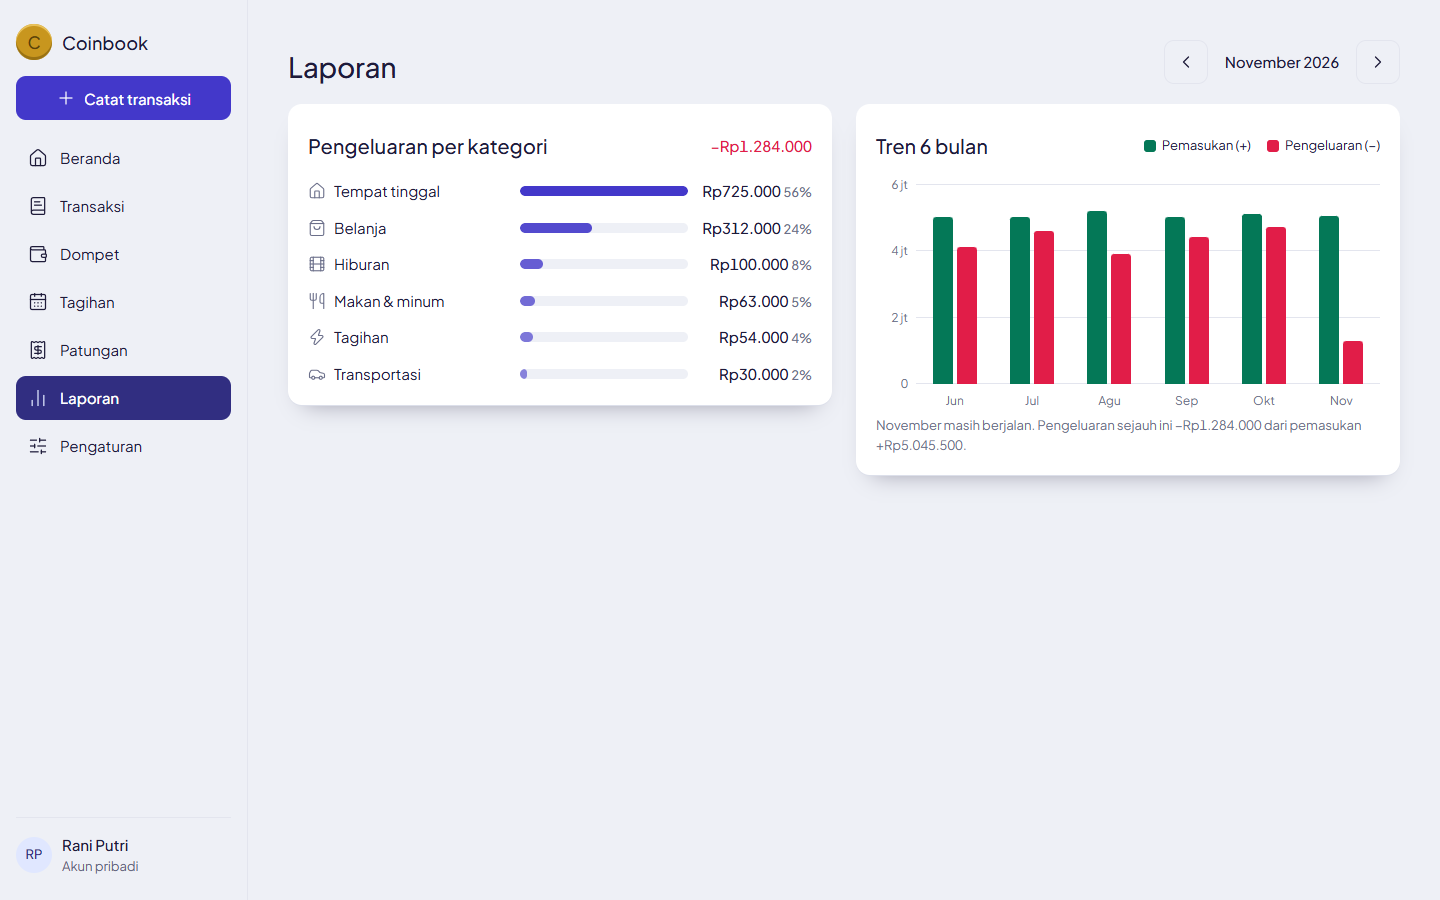 C
Coinbook
Catat transaksi
Beranda
Transaksi
Dompet
Tagihan
Patungan
Laporan
Pengaturan
RP
Rani Putri
Akun pribadi
Laporan
November 2026
Pengeluaran per kategori
−Rp1.284.000
Tempat tinggal Rp725.000 56%
Belanja Rp312.000 24%
Hiburan Rp100.000 8%
Makan & minum Rp63.000 5%
Tagihan Rp54.000 4%
Transportasi Rp30.000 2%
Tren 6 bulan
Pemasukan (+) Pengeluaran (−)
6 jt
4 jt
2 jt
0
Jun Jul Agu Sep Okt Nov
November masih berjalan. Pengeluaran sejauh ini −Rp1.284.000 dari pemasukan
+Rp5.045.500.